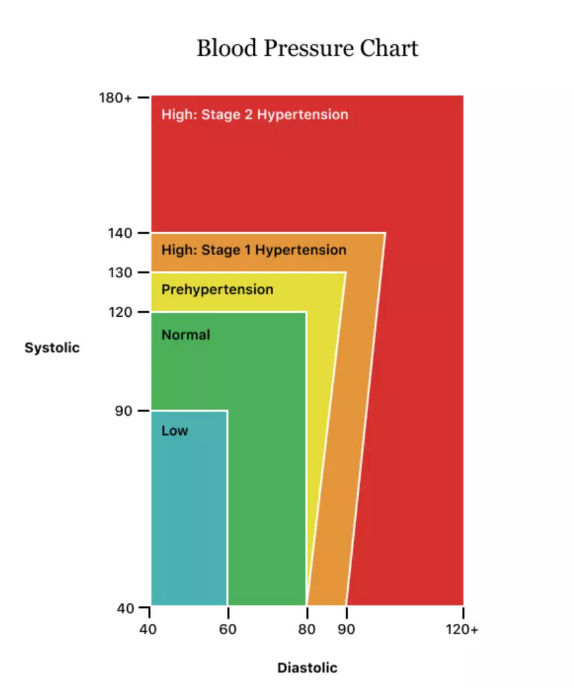 Blood Pressure Chart
180+
High: Stage 2 Hypertension
140
High: Stage 1 Hypertension
130
Prehypertension
120
Normal
Systolic
90
Low
40
40 60 80 90 120+
Diastolic